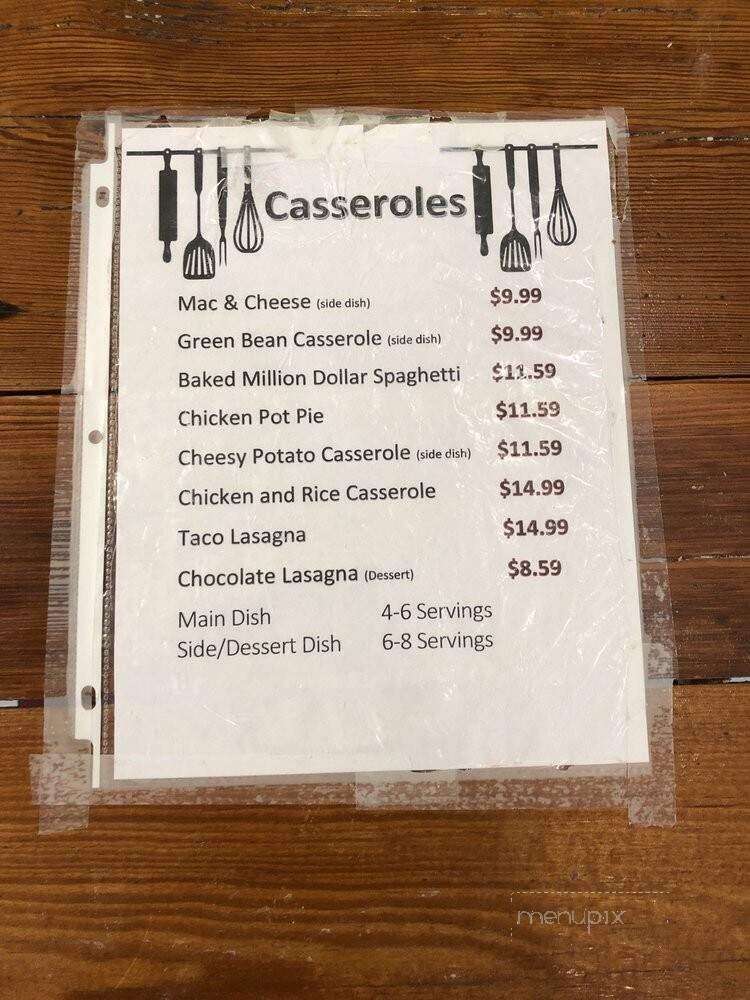 Casseroles
Mac & Cheese (side dish) $9.99
Green Bean Casserole (side dish) $9.99
Baked Million Dollar Spaghetti $11.59
Chicken Pot Pie $11.59
Cheesy Potato Casserole (side dish) $11.59
Chicken and Rice Casserole $14.99
Taco Lasagna $14.99
Chocolate Lasagna (Dessert) $8.59
Main Dish 4-6 Servings
Side/Dessert Dish 6-8 Servings
menupix